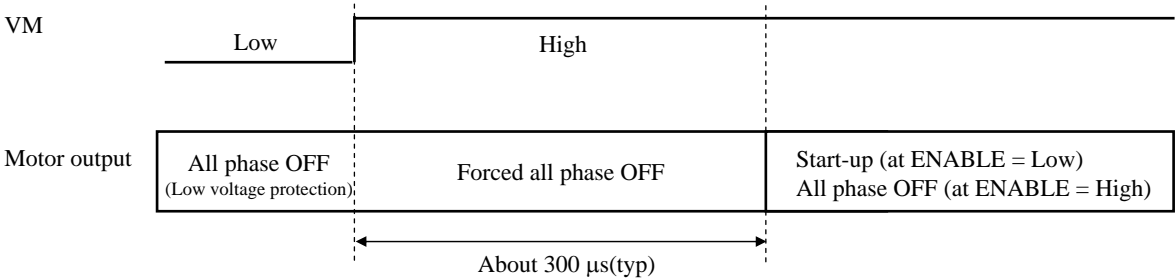 VM
Low
High
Motor output
All phase OFF
(Low voltage protection)
Forced all phase OFF
Start-up (at ENABLE = Low)
All phase OFF (at ENABLE = High)
About 300 μs(typ)